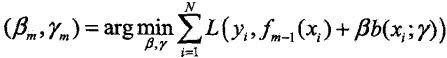 (β_m, γ_m) = arg min_{β,γ} ∑_{i=1}^{N} L(y_i, f_{m-1}(x_i) + βb(x_i; γ))